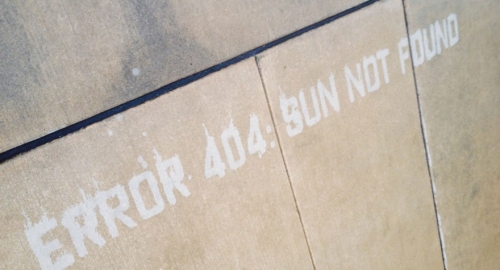 ERROR 404: SUN NOT FOUND